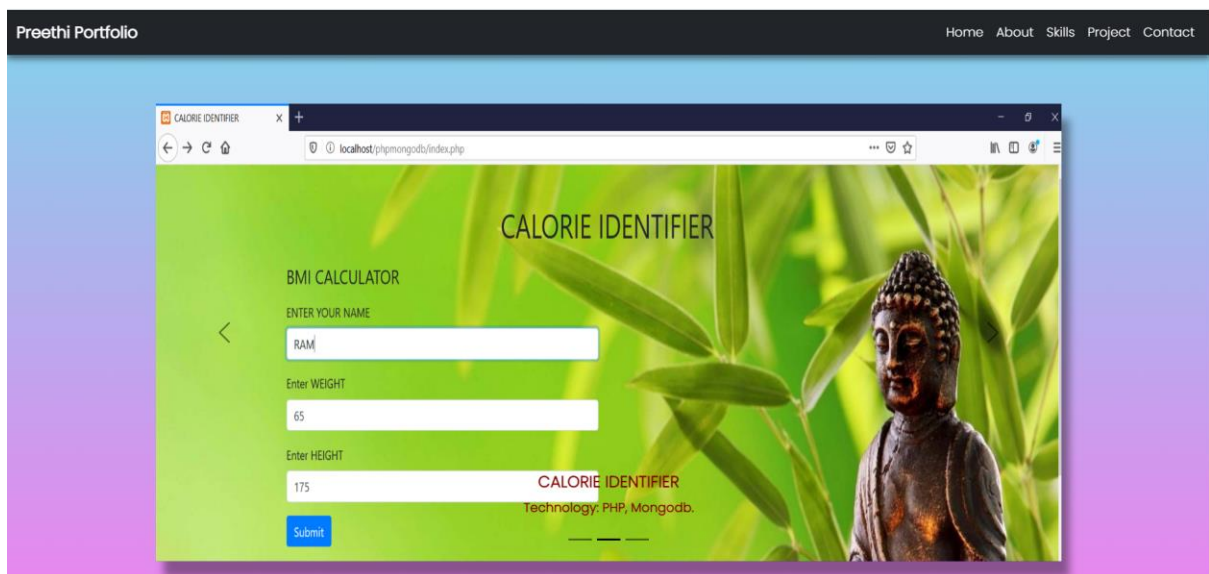 Preethi Portfolio
Home About Skills Project Contact
CALORIE IDENTIFIER
localhost/phpmongodb/index.php
CALORIE IDENTIFIER
BMI CALCULATOR
ENTER YOUR NAME
RAM
Enter WEIGHT
65
Enter HEIGHT
175
CALORIE IDENTIFIER
Technology: PHP, Mongodb.
Submit